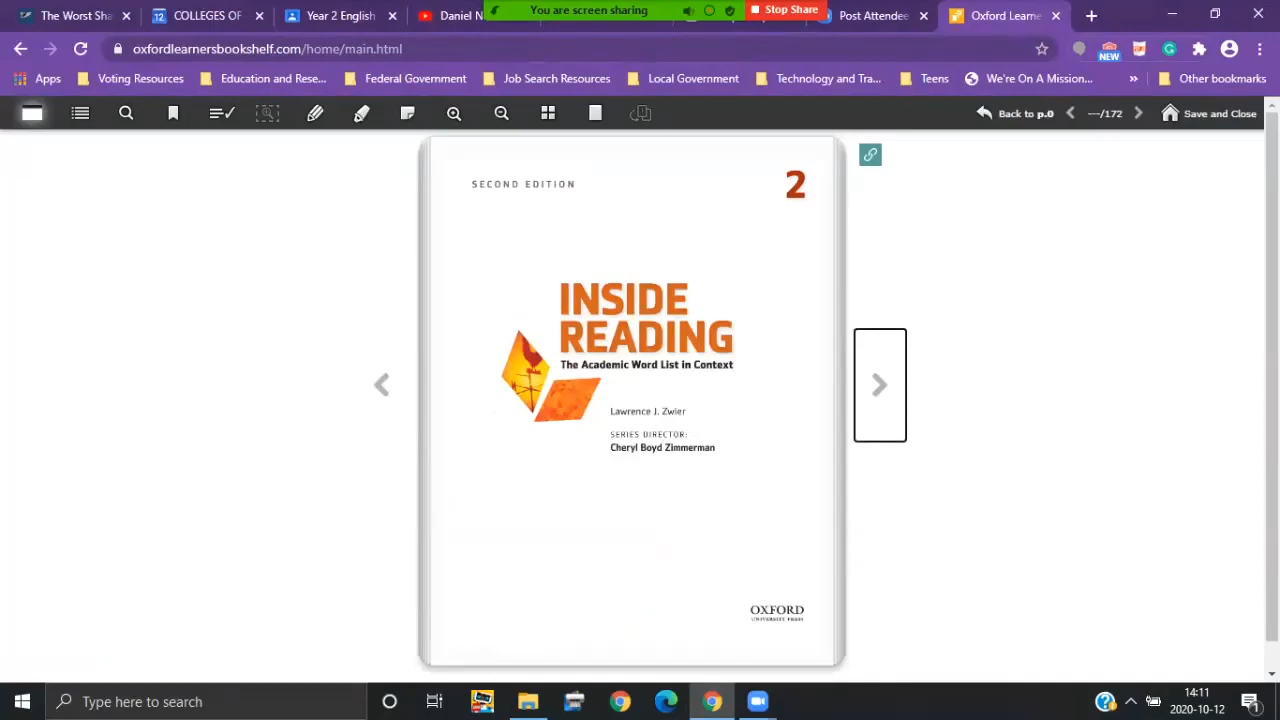 The Word Sha
12
COLLEGES OF
Year 2 English
Daniel N
You are screen sharing
Stop Share
Post Attende
Oxford Learne
oxfordlearnersbookshelf.com/home/main.html
NEW
Apps
Voting Resources
Education and Rese...
Federal Government
Job Search Resources
Local Government
Technology and Tra...
Teens
We're On A Mission...
»
Other bookmarks
Back to p.0
---/172
Save and Close
SECOND EDITION
2
INSIDE
READING
The Academic Word List in Context
Lawrence J. Zwier
SERIES DIRECTOR:
Cheryl Boyd Zimmerman
OXFORD
UNIVERSITY PRESS
Type here to search
14:11
2020-10-12
1